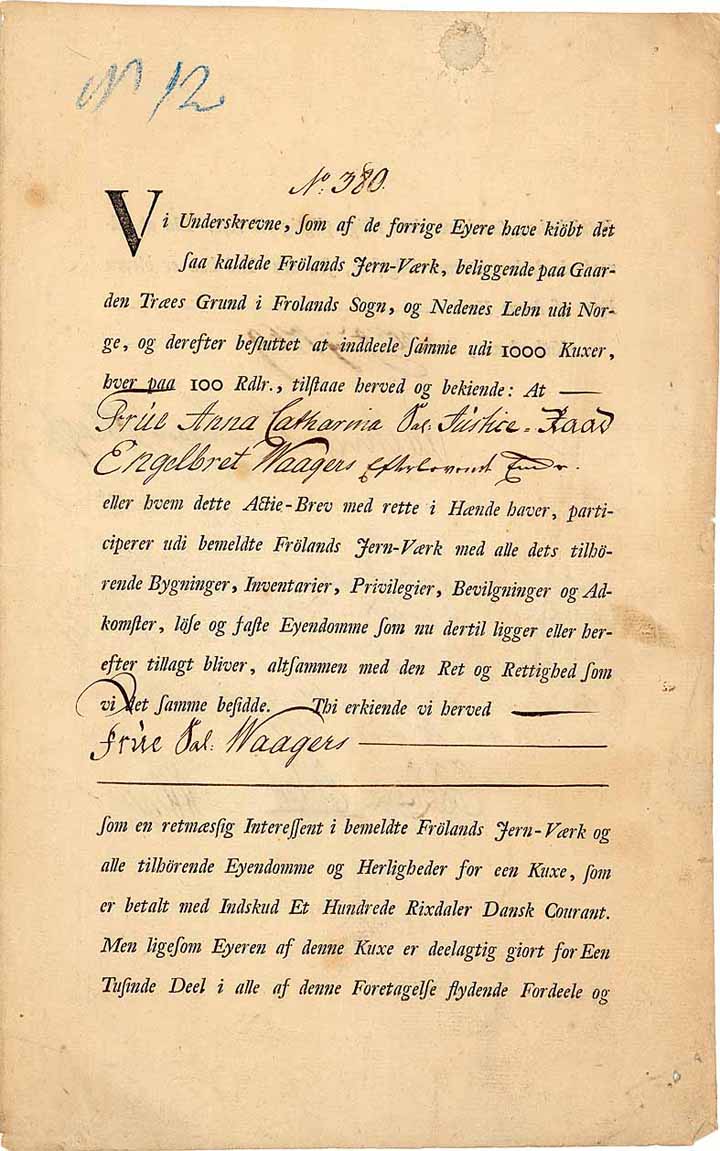 No 12
No: 380.
Vi Underskrevne, ſom af de forrige Eyere have kiöbt det
ſaa kaldede Frölands Jern-Værk, beliggende paa Gaar-
den Træes Grund i Frolands Sogn, og Nedenes Lehn udi Nor-
ge, og derefter beſluttet at inddeele ſamme udi 1000 Kuxer,
hver paa 100 Rdlr., tilſtaae herved og bekiende: At
Früe Anna Catharina Sal: Jüstice-Raad
Engelbret Waagers Efterlevende
eller hvem dette Actie-Brev med rette i Hænde haver, parti-
ciperer udi bemeldte Frölands Jern-Værk med alle dets tilhö-
rende Bygninger, Inventarier, Privilegier, Bevilgninger og Ad-
komſter, löſe og faſte Eyendomme ſom nu dertil ligger eller her-
efter tillagt bliver, altſammen med den Ret og Rettighed ſom
vi det ſamme beſidde. Thi erkiende vi herved
Früe Sal: Waagers
ſom en retmæsſig Intereſſent i bemeldte Frölands Jern-Værk og
alle tilhörende Eyendomme og Herligheder for een Kuxe, ſom
er betalt med Indskud Et Hundrede Rixdaler Dansk Courant.
Men ligeſom Eyeren af denne Kuxe er deelagtig giort for Een
Tuſinde Deel i alle af denne Foretagelſe flydende Fordeele og